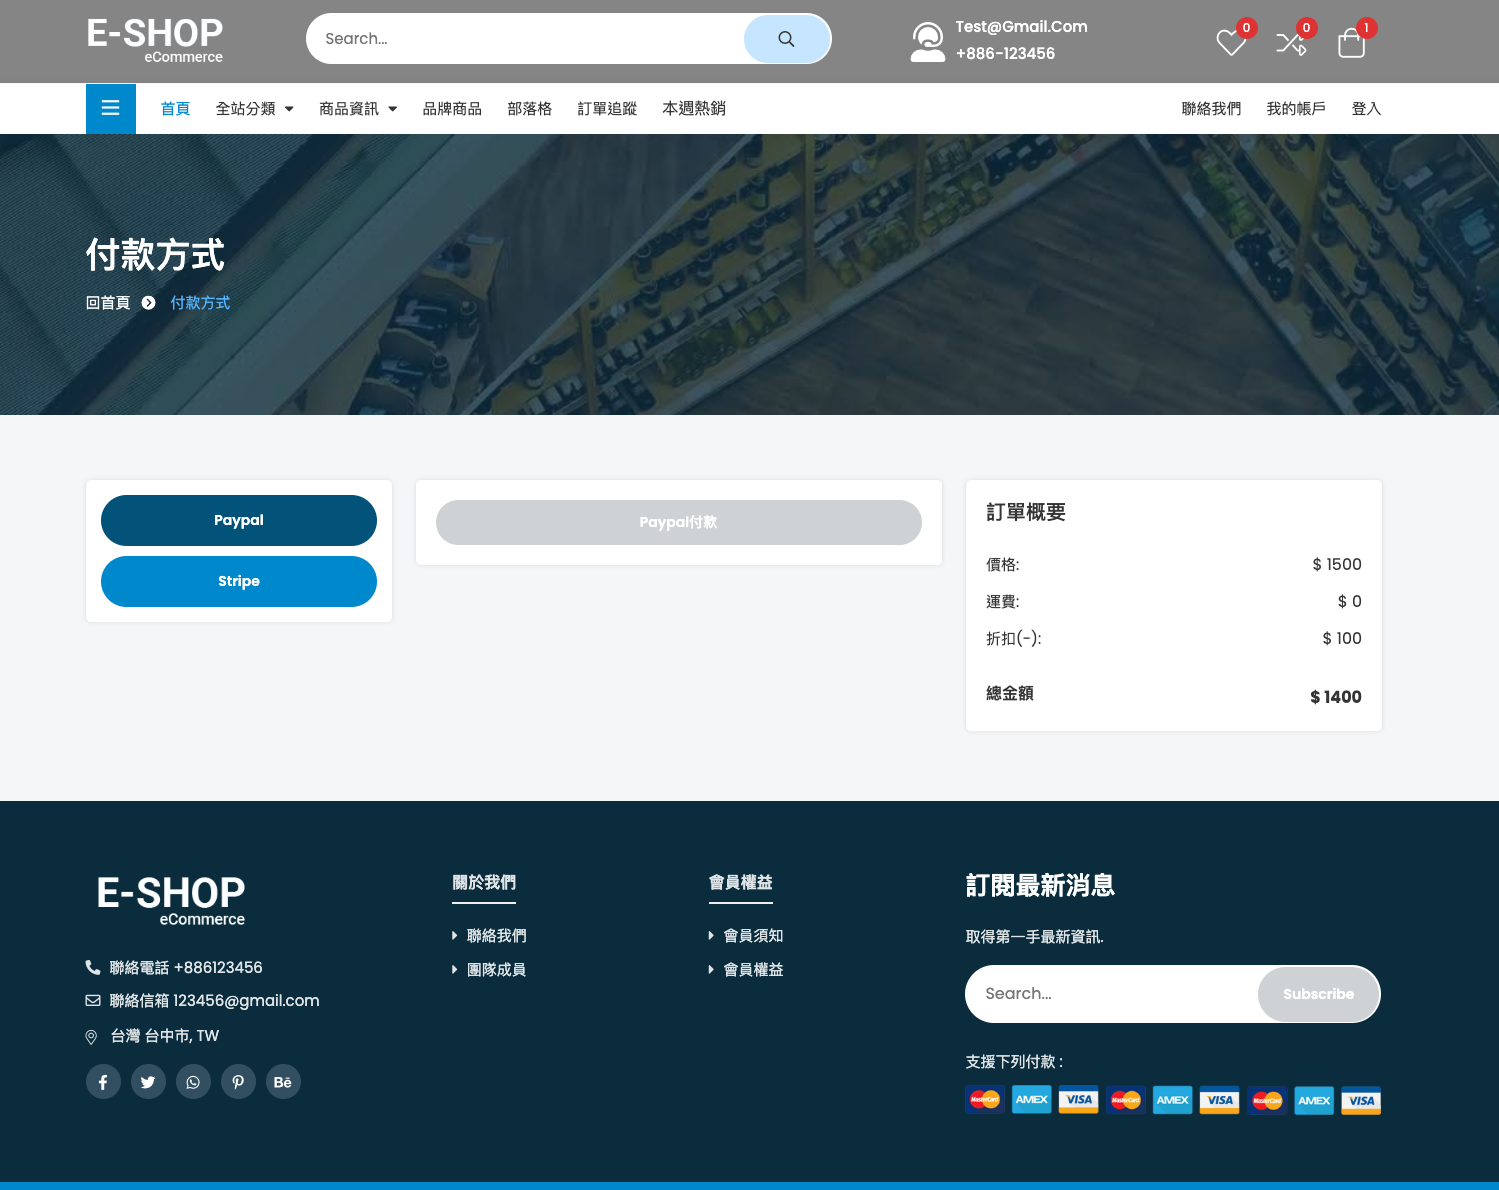 E-SHOP
eCommerce
Search...
Test@Gmail.Com
+886-123456
0
0
1
首頁
全站分類
商品資訊
品牌商品
部落格
訂單追蹤
本週熱銷
聯絡我們
我的帳戶
登入
付款方式
回首頁
付款方式
Paypal
Stripe
Paypal付款
訂單概要
價格: $ 1500
運費: $ 0
折扣(-): $ 100
總金額 $ 1400
E-SHOP
eCommerce
聯絡電話 +886123456
聯絡信箱 123456@gmail.com
台灣 台中市, TW
Bē
關於我們
聯絡我們
團隊成員
會員權益
會員須知
會員權益
訂閱最新消息
取得第一手最新資訊.
Search...
Subscribe
支援下列付款 :
MasterCard AMEX VISA MasterCard AMEX VISA MasterCard AMEX VISA